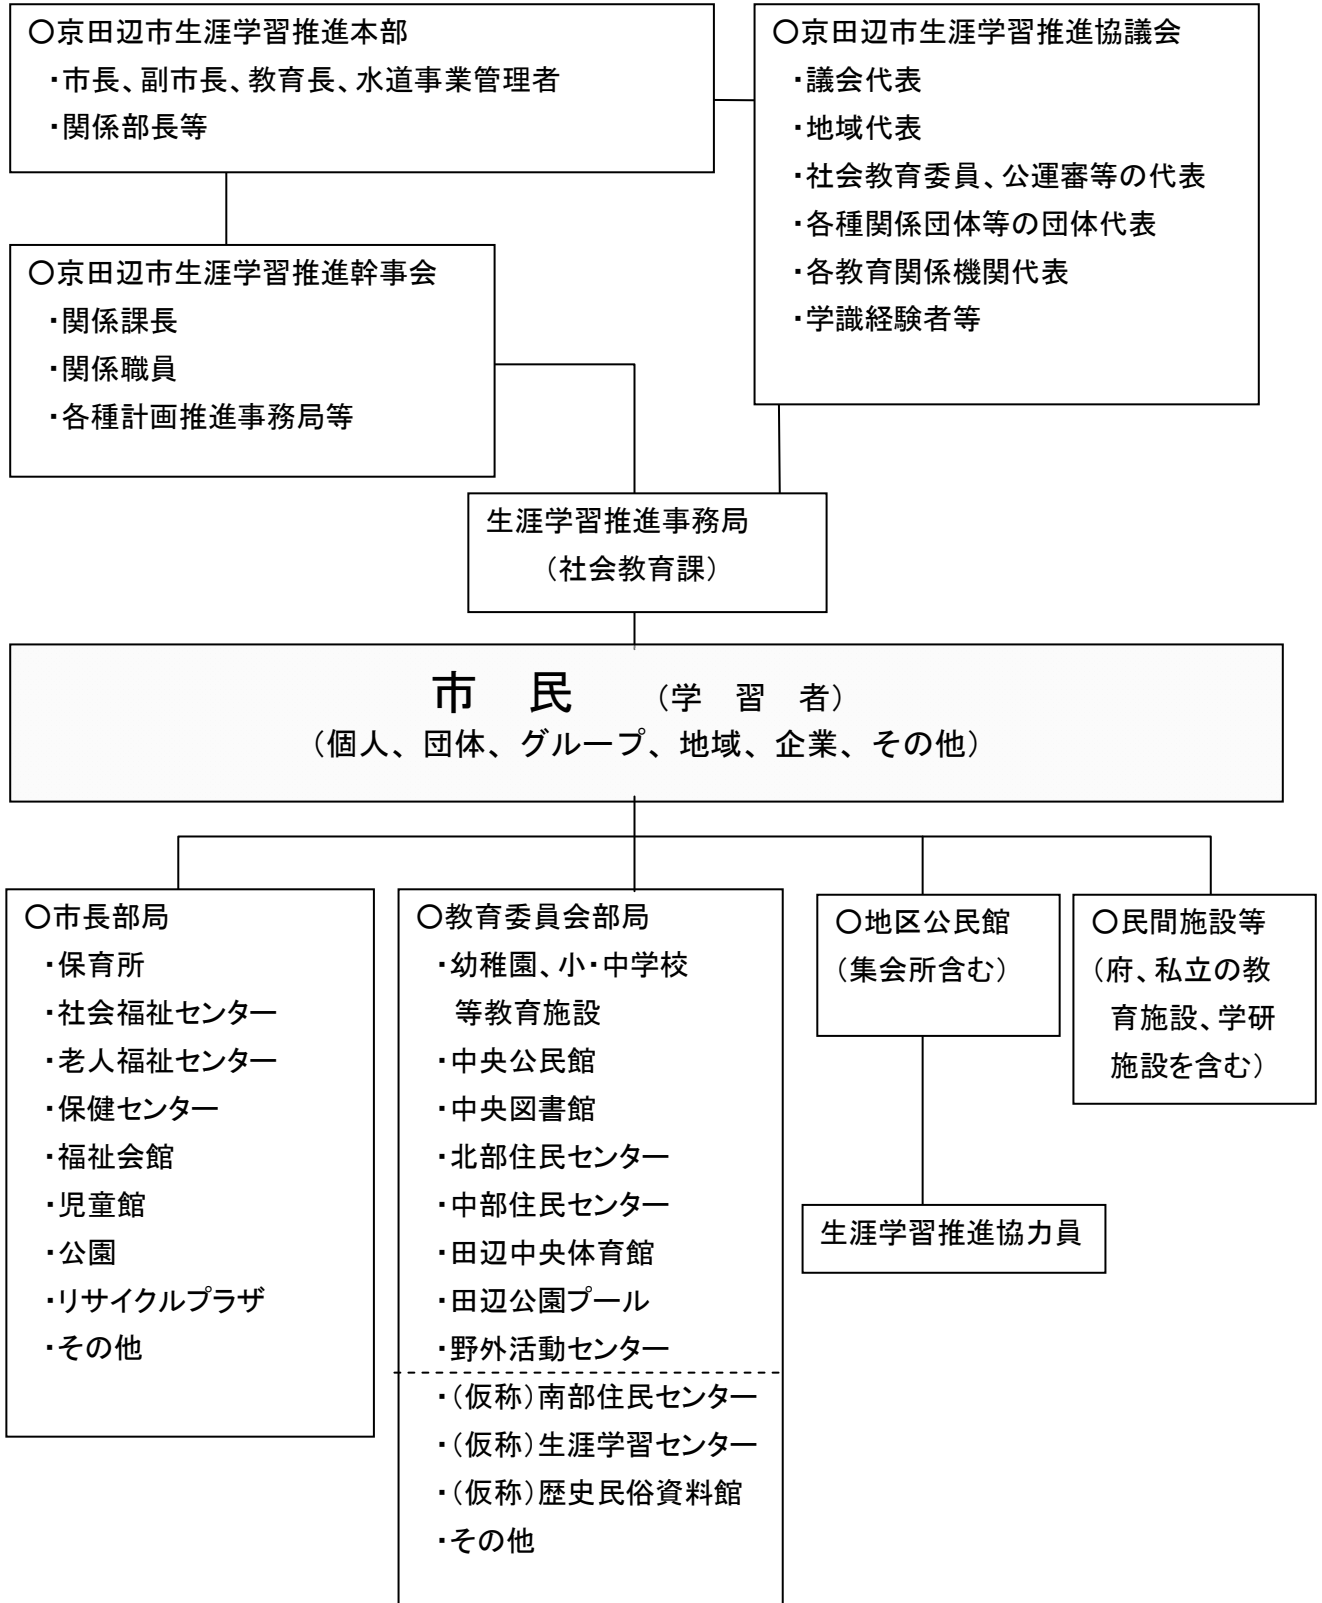 〇京田辺市生涯学習推進本部
・市長、副市長、教育長、水道事業管理者
・関係部長等
〇京田辺市生涯学習推進協議会
・議会代表
・地域代表
・社会教育委員、公運審等の代表
・各種関係団体等の団体代表
・各教育関係機関代表
・学識経験者等
〇京田辺市生涯学習推進幹事会
・関係課長
・関係職員
・各種計画推進事務局等
生涯学習推進事務局
（社会教育課）
市　民　（学　習　者）
（個人、団体、グループ、地域、企業、その他）
〇市長部局
・保育所
・社会福祉センター
・老人福祉センター
・保健センター
・福祉会館
・児童館
・公園
・リサイクルプラザ
・その他
〇教育委員会部局
・幼稚園、小・中学校
等教育施設
・中央公民館
・中央図書館
・北部住民センター
・中部住民センター
・田辺中央体育館
・田辺公園プール
・野外活動センター
・（仮称）南部住民センター
・（仮称）生涯学習センター
・（仮称）歴史民俗資料館
・その他
〇地区公民館
（集会所含む）
生涯学習推進協力員
〇民間施設等
（府、私立の教
育施設、学研
施設を含む）